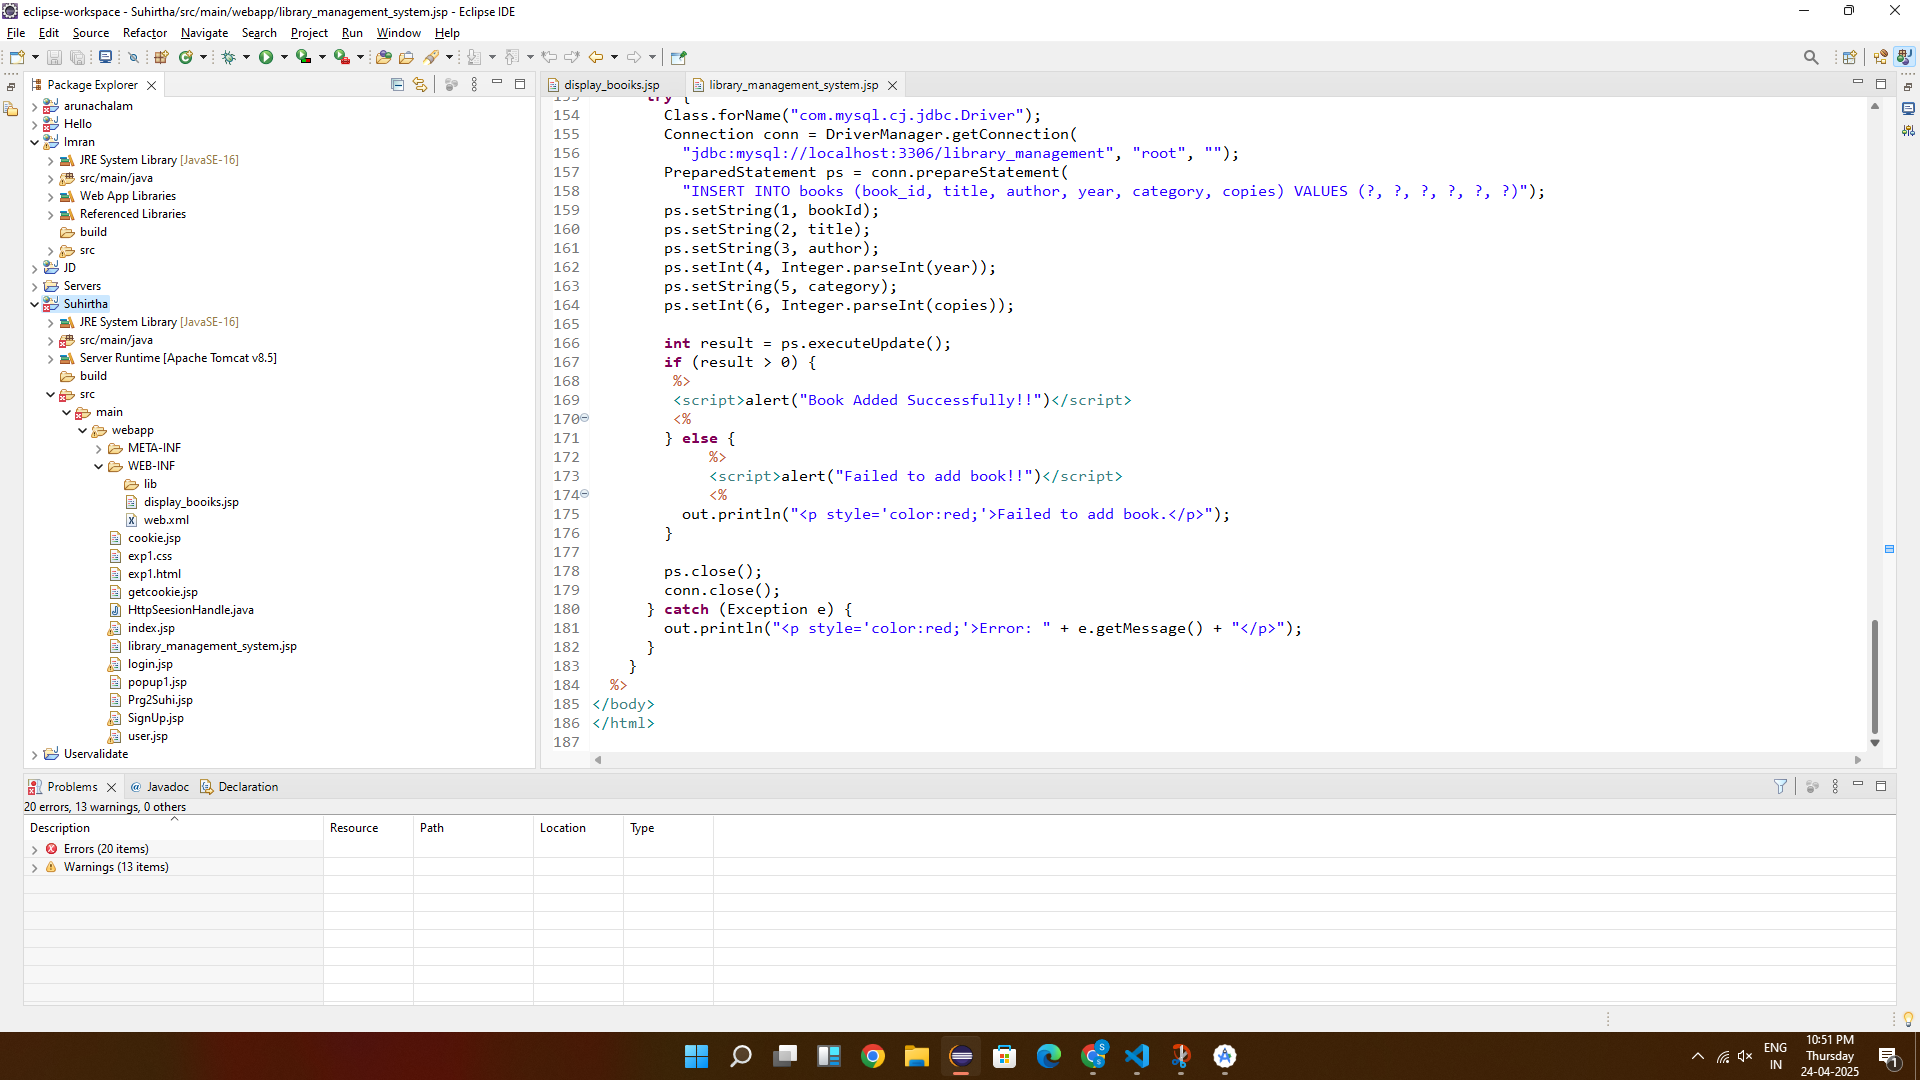 eclipse-workspace - Suhirtha/src/main/webapp/library_management_system.jsp - Eclipse IDE
File Edit Source Refactor Navigate Search Project Run Window Help
Package Explorer
arunachalam
Hello
Imran
JRE System Library [JavaSE-16]
src/main/java
Web App Libraries
Referenced Libraries
build
src
JD
Servers
Suhirtha
JRE System Library [JavaSE-16]
src/main/java
Server Runtime [Apache Tomcat v8.5]
build
src
main
webapp
META-INF
WEB-INF
lib
display_booiks.jsp
web.xml
cookie.jsp
exp1.css
exp1.html
getcookie.jsp
HttpSeesionHandle.java
index.jsp
library_management_system.jsp
login.jsp
popup1.jsp
Prg2Suhi.jsp
SignUp.jsp
user.jsp
Uservalidate
display_booiks.jsp library_management_system.jsp
153 try {
154 Class.forName("com.mysql.cj.jdbc.Driver");
155 Connection conn = DriverManager.getConnection(
156 "jdbc:mysql://localhost:3306/library_management", "root", "");
157 PreparedStatement ps = conn.prepareStatement(
158 "INSERT INTO books (book_id, title, author, year, category, copies) VALUES (?, ?, ?, ?, ?, ?)");
159 ps.setString(1, bookId);
160 ps.setString(2, title);
161 ps.setString(3, author);
162 ps.setInt(4, Integer.parseInt(year));
163 ps.setString(5, category);
164 ps.setInt(6, Integer.parseInt(copies));
165
166 int result = ps.executeUpdate();
167 if (result > 0) {
168 %>
169 <script>alert("Book Added Successfully!!")</script>
170 <%
171 } else {
172 %>
173 <script>alert("Failed to add book!!")</script>
174 <%
175 out.println("<p style='color:red;'>Failed to add book.</p>");
176 }
177
178 ps.close();
179 conn.close();
180 } catch (Exception e) {
181 out.println("<p style='color:red;'>Error: " + e.getMessage() + "</p>");
182 }
183 }
184 %>
185 </body>
186 </html>
187
Problems @ Javadoc Declaration
20 errors, 13 warnings, 0 others
Description Resource Path Location Type
Errors (20 items)
Warnings (13 items)
ENG
IN
10:51 PM
Thursday
24-04-2025
1